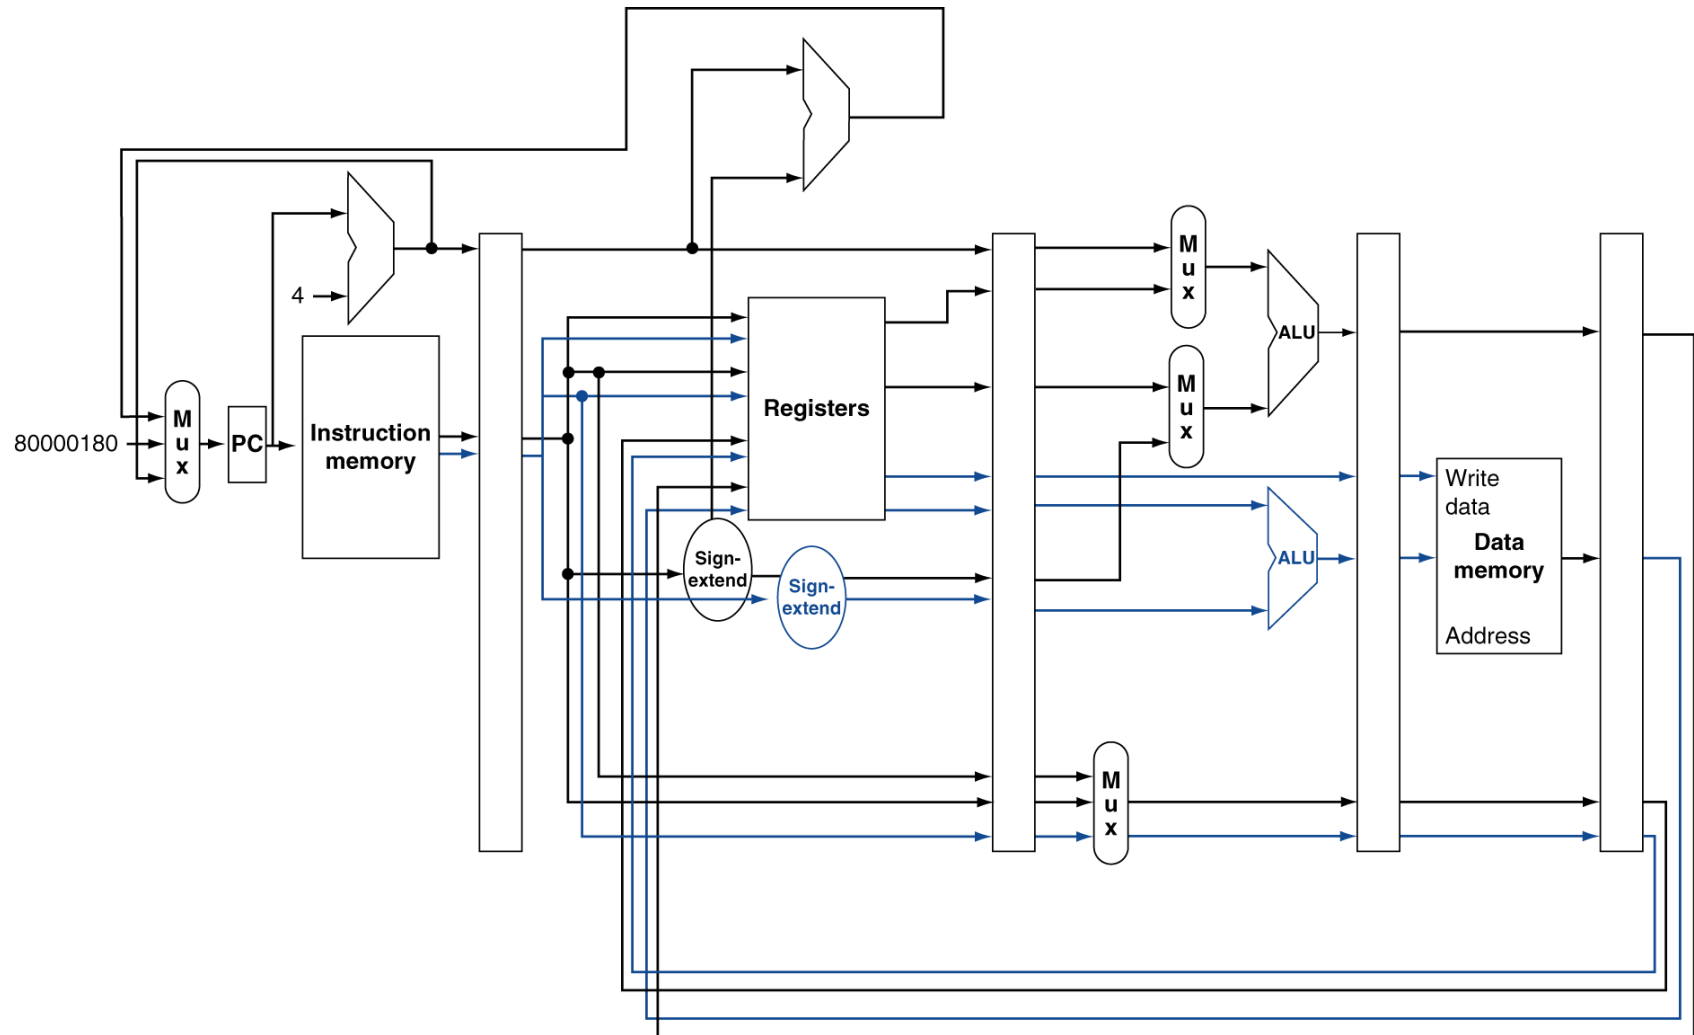 4
M
u
x
80000180
PC
Instruction
memory
Registers
Sign-
extend
Sign-
extend
M
u
x
M
u
x
ALU
ALU
M
u
x
Write
data
Data
memory
Address